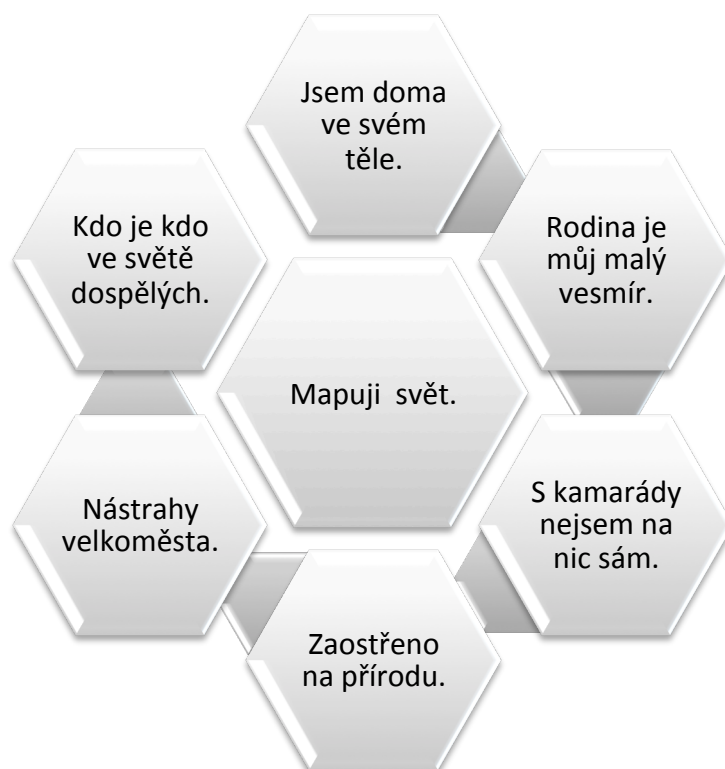 Jsem doma
ve svém
těle.
Rodina je
můj malý
vesmír.
S kamarády
nejsem na
nic sám.
Zaostřeno
na přírodu.
Nástrahy
velkoměsta.
Kdo je kdo
ve světě
dospělých.
Mapuji svět.